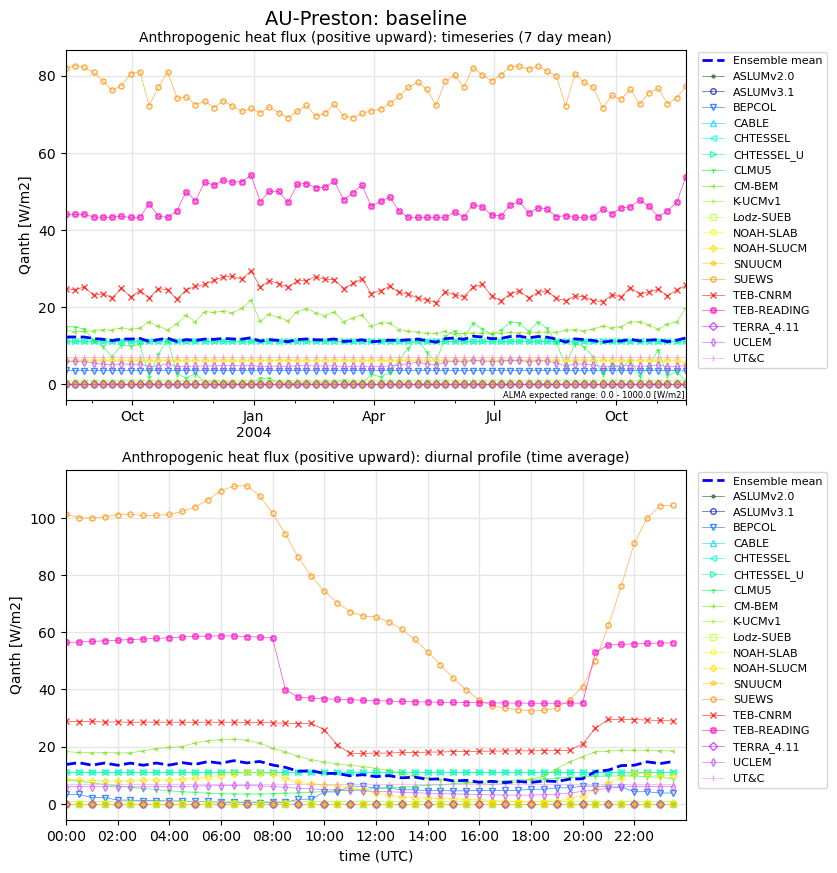 AU-Preston: baseline
Anthropogenic heat flux (positive upward): timeseries (7 day mean)
Qanth [W/m2]
80
60
40
20
0
Oct
Jan
2004
Apr
Jul
Oct
ALMA expected range: 0.0 - 1000.0 [W/m2]
Ensemble mean
ASLUMv2.0
ASLUMv3.1
BEPCOL
CABLE
CHTESSEL
CHTESSEL_U
CLMU5
CM-BEM
K-UCMv1
Lodz-SUEB
NOAH-SLAB
NOAH-SLUCM
SNUUCM
SUEWS
TEB-CNRM
TEB-READING
TERRA_4.11
UCLEM
UT&C
Anthropogenic heat flux (positive upward): diurnal profile (time average)
Qanth [W/m2]
100
80
60
40
20
0
00:00
02:00
04:00
06:00
08:00
10:00
12:00
14:00
16:00
18:00
20:00
22:00
time (UTC)
Ensemble mean
ASLUMv2.0
ASLUMv3.1
BEPCOL
CABLE
CHTESSEL
CHTESSEL_U
CLMU5
CM-BEM
K-UCMv1
Lodz-SUEB
NOAH-SLAB
NOAH-SLUCM
SNUUCM
SUEWS
TEB-CNRM
TEB-READING
TERRA_4.11
UCLEM
UT&C